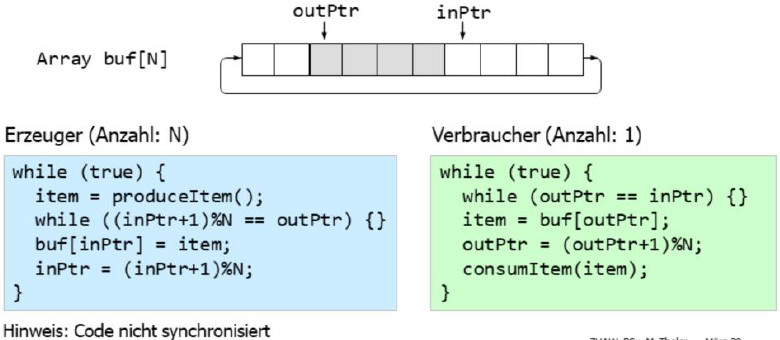 outPtr inPtr
Array buf[N]
Erzeuger (Anzahl: N)
while (true) {
item = produceItem();
while ((inPtr+1)%N == outPtr) {}
buf[inPtr] = item;
inPtr = (inPtr+1)%N;
}
Verbraucher (Anzahl: 1)
while (true) {
while (outPtr == inPtr) {}
item = buf[outPtr];
outPtr = (outPtr+1)%N;
consumItem(item);
}
Hinweis: Code nicht synchronisiert